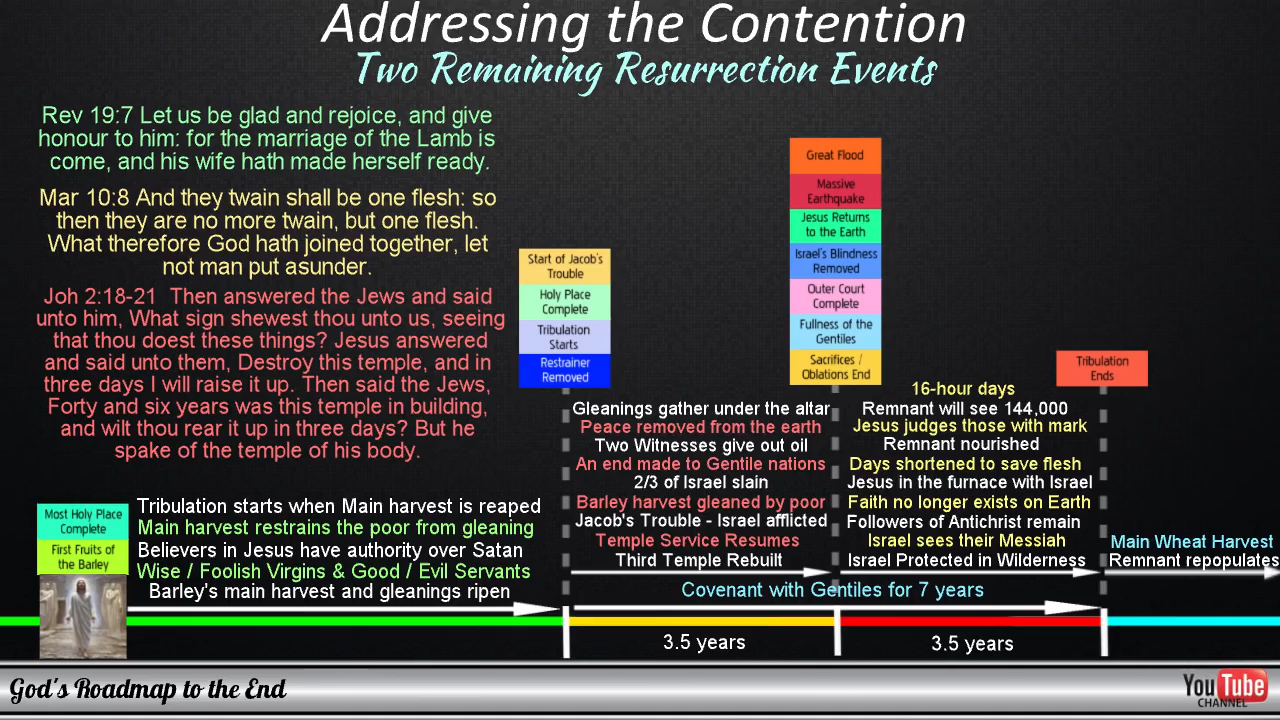 Addressing the Contention
Two Remaining Resurrection Events
Rev 19:7 Let us be glad and rejoice, and give
honour to him: for the marriage of the Lamb is
come, and his wife hath made herself ready.
Mar 10:8 And they twain shall be one flesh: so
then they are no more twain, but one flesh.
What therefore God hath joined together, let
not man put asunder.
Joh 2:18-21 Then answered the Jews and said
unto him, What sign shewest thou unto us, seeing
that thou doest these things? Jesus answered
and said unto them, Destroy this temple, and in
three days I will raise it up. Then said the Jews,
Forty and six years was this temple in building,
and wilt thou rear it up in three days? But he
spake of the temple of his body.
Most Holy Place
Complete
First Fruits of
the Barley
Tribulation starts when Main harvest is reaped
Main harvest restrains the poor from gleaning
Believers in Jesus have authority over Satan
Wise / Foolish Virgins & Good / Evil Servants
Barley's main harvest and gleanings ripen
Start of Jacob's
Trouble
Holy Place
Complete
Tribulation
Starts
Restrainer
Removed
Gleanings gather under the altar
Peace removed from the earth
Two Witnesses give out oil
An end made to Gentile nations
2/3 of Israel slain
Barley harvest gleaned by poor
Jacob's Trouble - Israel afflicted
Temple Service Resumes
Third Temple Rebuilt
Great Flood
Massive
Earthquake
Jesus Returns
to the Earth
Israel's Blindness
Removed
Outer Court
Complete
Fullness of the
Gentiles
Sacrifices /
Oblations End
16-hour days
Remnant will see 144,000
Jesus judges those with mark
Remnant nourished
Days shortened to save flesh
Jesus in the furnace with Israel
Faith no longer exists on Earth
Followers of Antichrist remain
Israel sees their Messiah
Israel Protected in Wilderness
Tribulation
Ends
Main Wheat Harvest
Remnant repopulates
Covenant with Gentiles for 7 years
3.5 years
3.5 years
God's Roadmap to the End
YouTube
CHANNEL